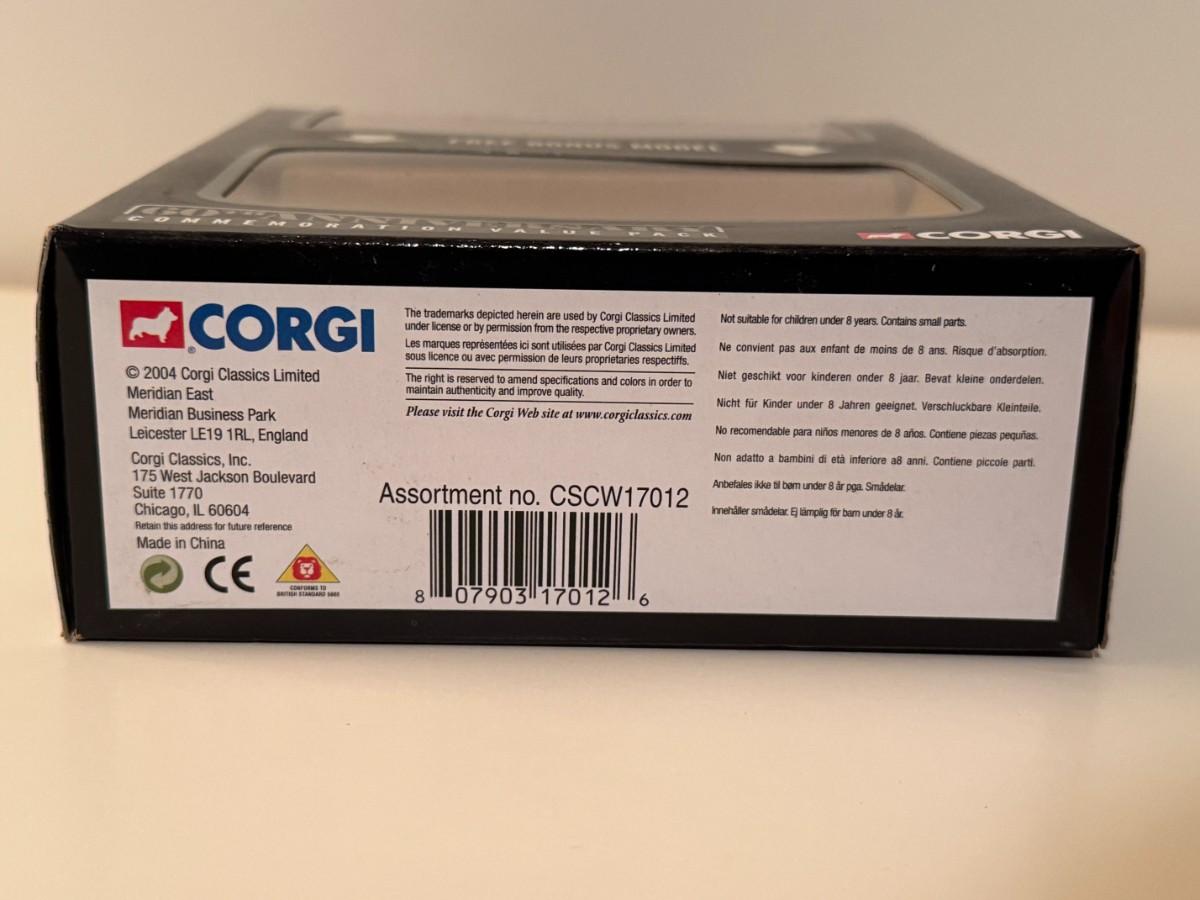 FREE BONUS MODEL
60TH ANNIVERSARY
COMMEMORATION VALUE PACK
CORGI
CORGI
®
© 2004 Corgi Classics Limited
Meridian East
Meridian Business Park
Leicester LE19 1RL, England
Corgi Classics, Inc.
175 West Jackson Boulevard
Suite 1770
Chicago, IL 60604
Retain this address for future reference
Made in China
CE
CONFORMS TO
BRITISH STANDARD 5665
The trademarks depicted herein are used by Corgi Classics Limited
under license or by permission from the respective proprietary owners.
Les marques représentées ici sont utilisées par Corgi Classics Limited
sous licence ou avec permission de leurs proprietaries respectiffs.
The right is reserved to amend specifications and colors in order to
maintain authenticity and improve quality.
Please visit the Corgi Web site at www.corgiclassics.com
Assortment no. CSCW17012
8 07903 17012 6
Not suitable for children under 8 years. Contains small parts.
Ne convient pas aux enfant de moins de 8 ans. Risque d'absorption.
Niet geschikt voor kinderen onder 8 jaar. Bevat kleine onderdelen.
Nicht für Kinder under 8 Jahren geeignet. Verschluckbare Kleinteile.
No recomendable para niños menores de 8 años. Contiene piezas pequñas.
Non adatto a bambini di età inferiore a8 anni. Contiene piccole parti.
Anbefales ikke til børn under 8 år pga. Smådelar.
Innehåller smådelar. Ej lämplig för barn under 8 år.